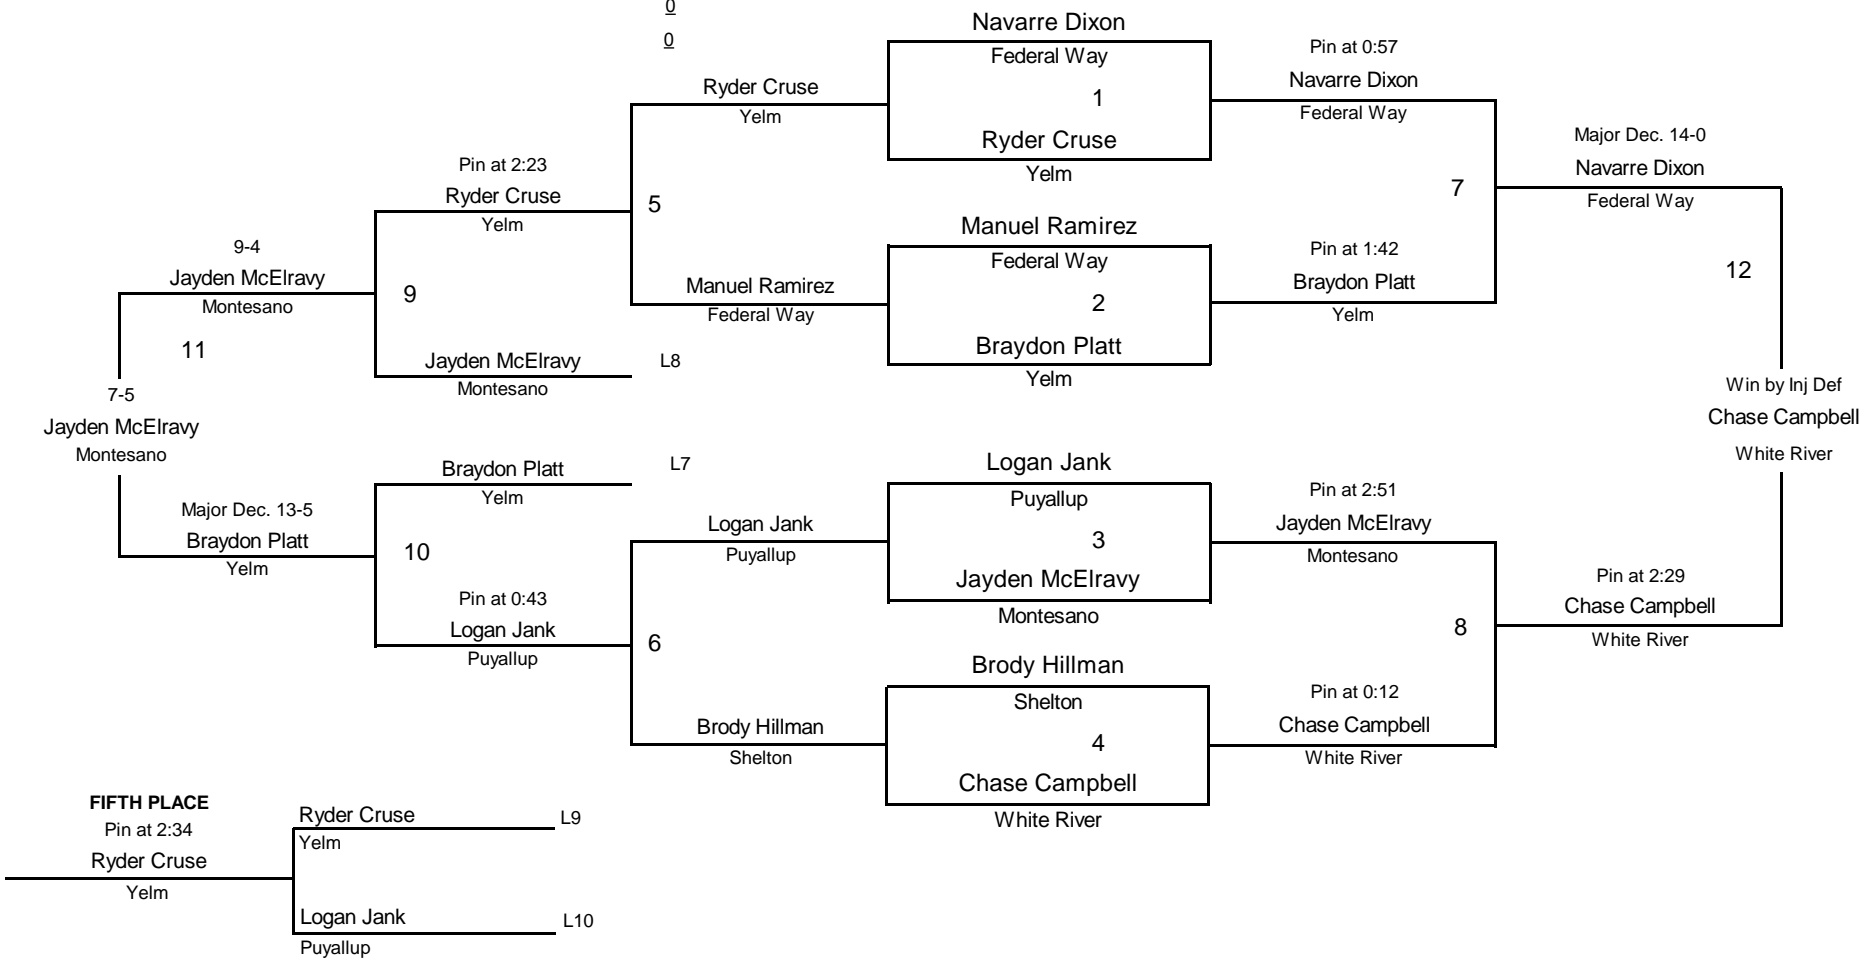 0
0
Navarre Dixon
Federal Way
1
Ryder Cruse
Yelm
Manuel Ramirez
Federal Way
2
Braydon Platt
Yelm
Logan Jank
Puyallup
3
Jayden McElravy
Montesano
Brody Hillman
Shelton
4
Chase Campbell
White River
Pin at 0:57
Navarre Dixon
Federal Way
7
Pin at 1:42
Braydon Platt
Yelm
Pin at 2:51
Jayden McElravy
Montesano
8
Pin at 0:12
Chase Campbell
White River
Major Dec. 14-0
Navarre Dixon
Federal Way
12
Pin at 2:29
Chase Campbell
White River
Win by Inj Def
Chase Campbell
White River
Ryder Cruse
Yelm
5
Manuel Ramirez
Federal Way
Logan Jank
Puyallup
6
Brody Hillman
Shelton
Pin at 2:23
Ryder Cruse
Yelm
9
Jayden McElravy
Montesano
L8
Braydon Platt
Yelm
L7
10
Pin at 0:43
Logan Jank
Puyallup
9-4
Jayden McElravy
Montesano
11
Major Dec. 13-5
Braydon Platt
Yelm
7-5
Jayden McElravy
Montesano
FIFTH PLACE
Pin at 2:34
Ryder Cruse
Yelm
Ryder Cruse
Yelm
L9
Logan Jank
Puyallup
L10